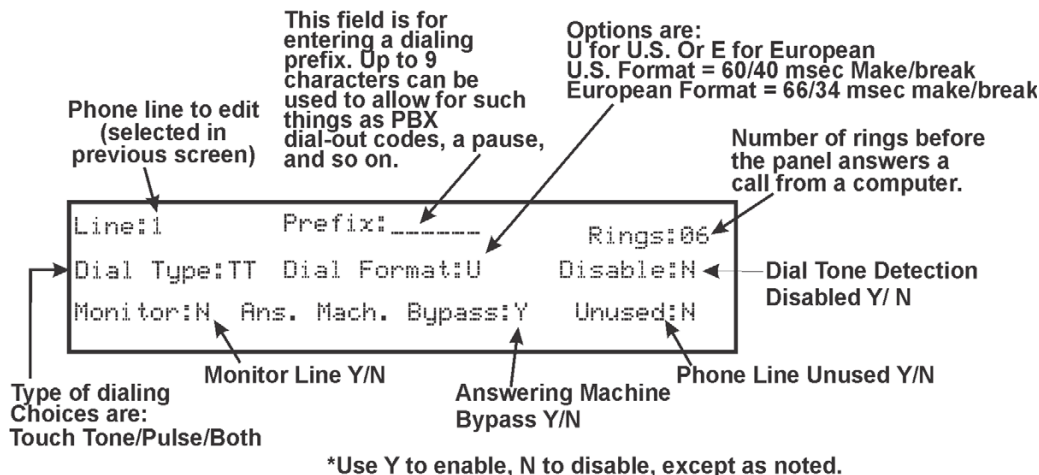 This field is for
entering a dialing
prefix. Up to 9
characters can be
used to allow for such
things as PBX
dial-out codes, a pause,
and so on.
Options are:
U for U.S. Or E for European
U.S. Format = 60/40 msec Make/break
European Format = 66/34 msec make/break
Phone line to edit
(selected in
previous screen)
Number of rings before
the panel answers a
call from a computer.
Line:1 Prefix:______ Rings:06
Dial Type:TT Dial Format:U Disable:N
Monitor:N Ans. Mach. Bypass:Y Unused:N
Dial Tone Detection
Disabled Y/ N
Type of dialing
Choices are:
Touch Tone/Pulse/Both
Monitor Line Y/N
Answering Machine
Bypass Y/N
Phone Line Unused Y/N
*Use Y to enable, N to disable, except as noted.